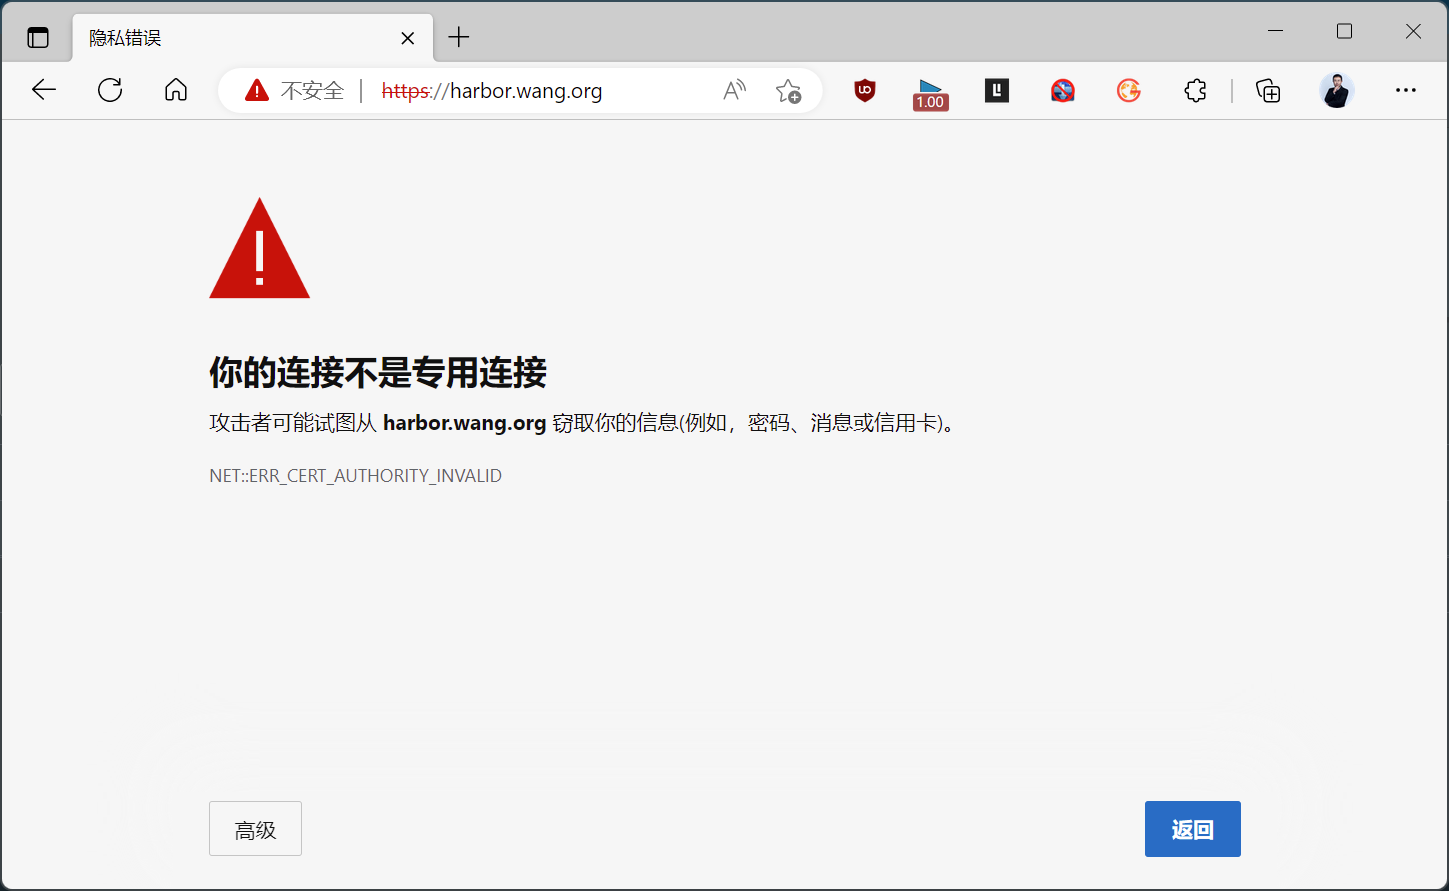 隐私错误
不安全 | https://harbor.wang.org
1.00
你的连接不是专用连接
攻击者可能试图从 harbor.wang.org 窃取你的信息(例如，密码、消息或信用卡)。
NET::ERR_CERT_AUTHORITY_INVALID
高级
返回